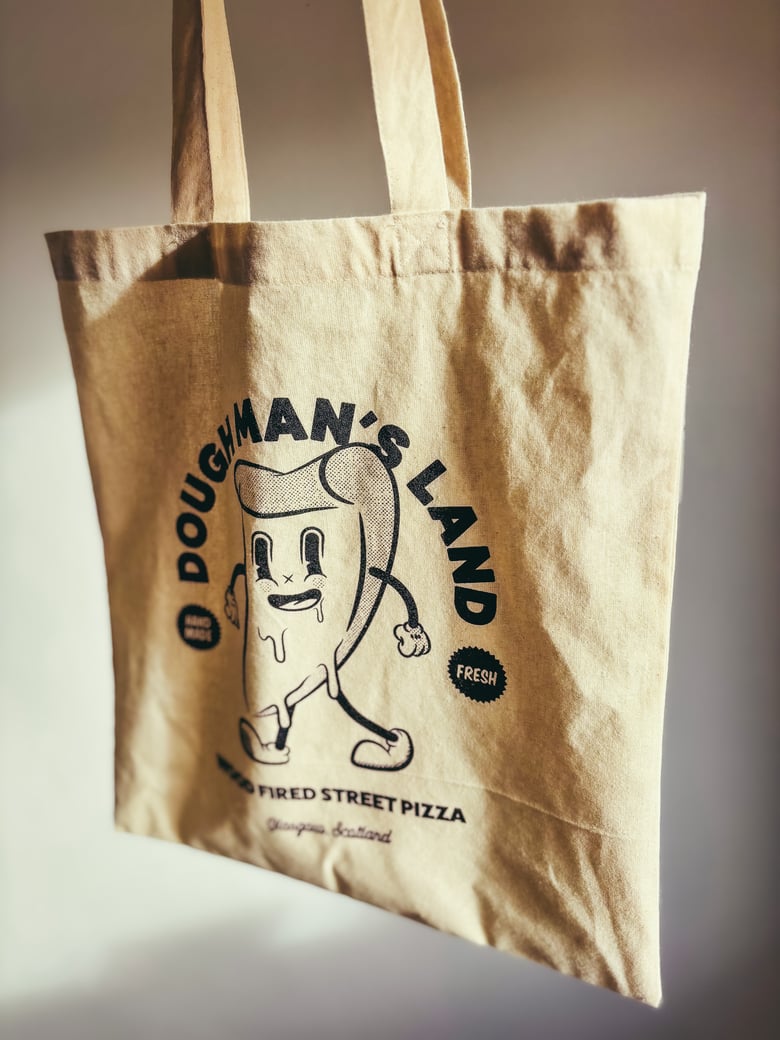 DOUGHMAN'S LAND
HAND
MADE
FRESH
WOOD FIRED STREET PIZZA
Glasgow, Scotland